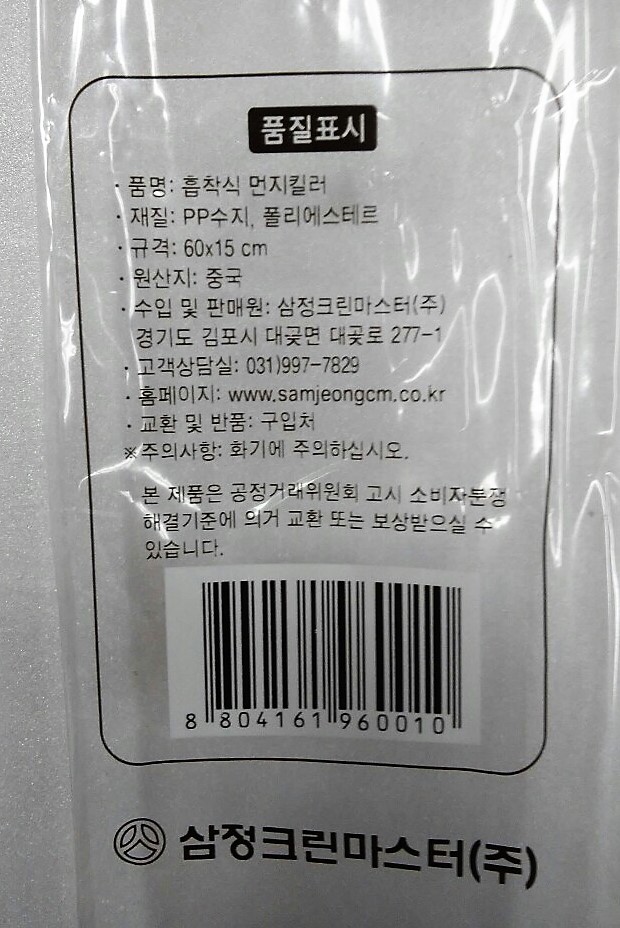 품질표시
· 품명: 흡착식 먼지킬러
· 재질: PP수지, 폴리에스테르
· 규격: 60x15 cm
· 원산지: 중국
· 수입 및 판매원: 삼정크린마스터(주)
경기도 김포시 대곶면 대곶로 277-1
· 고객상담실: 031)997-7829
· 홈페이지: www.samjeongcm.co.kr
· 교환 및 반품: 구입처
※주의사항: 화기에 주의하십시오.
본 제품은 공정거래위원회 고시 소비자분쟁
해결기준에 의거 교환 또는 보상받으실 수
있습니다.
8 804161 960010
삼정크린마스터(주)